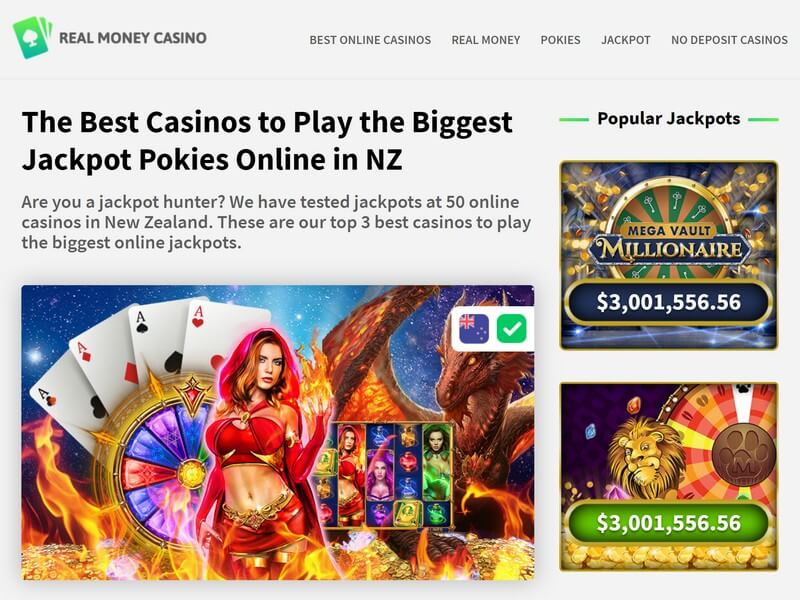 REAL MONEY CASINO
BEST ONLINE CASINOS
REAL MONEY
POKIES
JACKPOT
NO DEPOSIT CASINOS
The Best Casinos to Play the Biggest
Jackpot Pokies Online in NZ
Are you a jackpot hunter? We have tested jackpots at 50 online
casinos in New Zealand. These are our top 3 best casinos to play
the biggest online jackpots.
A
A
A
A
Popular Jackpots
MEGA VAULT
MILLIONAIRE
$3,001,556.56
M
$3,001,556.56